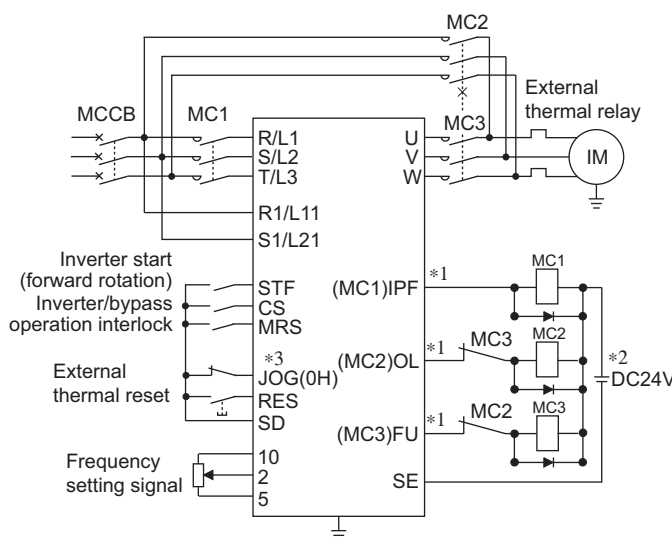 MC2
MCCB
MC1
MC3
External
thermal relay
R/L1
S/L2
T/L3
U
V
W
IM
R1/L11
S1/L21
Inverter start
(forward rotation)
Inverter/bypass
operation interlock
STF
CS
MRS
External
thermal reset
*3
JOG(0H)
RES
SD
Frequency
setting signal
10
2
5
(MC1)IPF
*1
MC1
(MC2)OL
*1
MC3
MC2
*2
DC24V
(MC3)FU
*1
MC2
MC3
SE